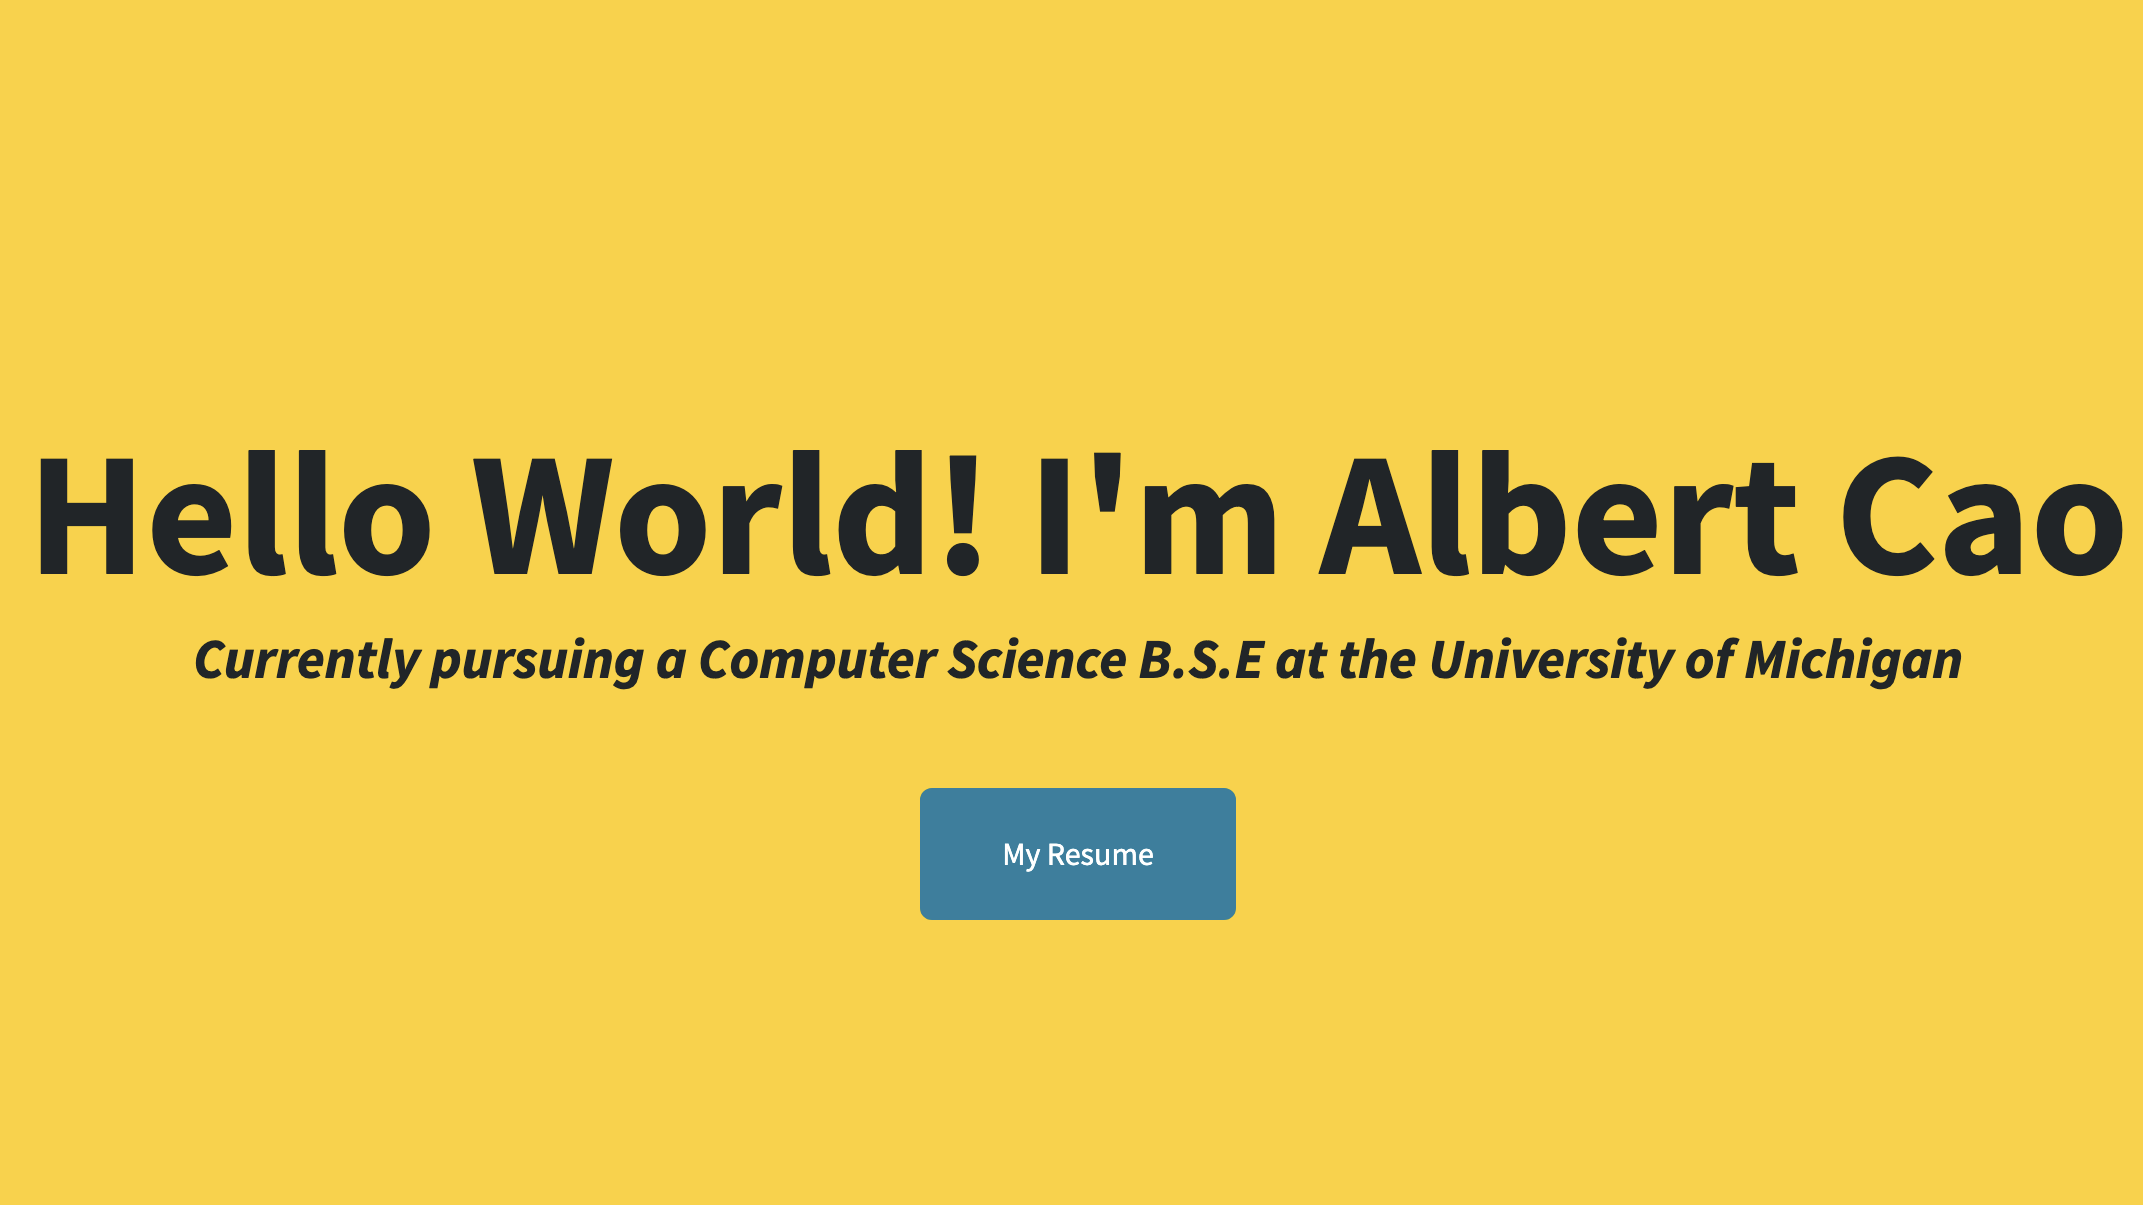 Hello World! I'm Albert Cao
Currently pursuing a Computer Science B.S.E at the University of Michigan
My Resume